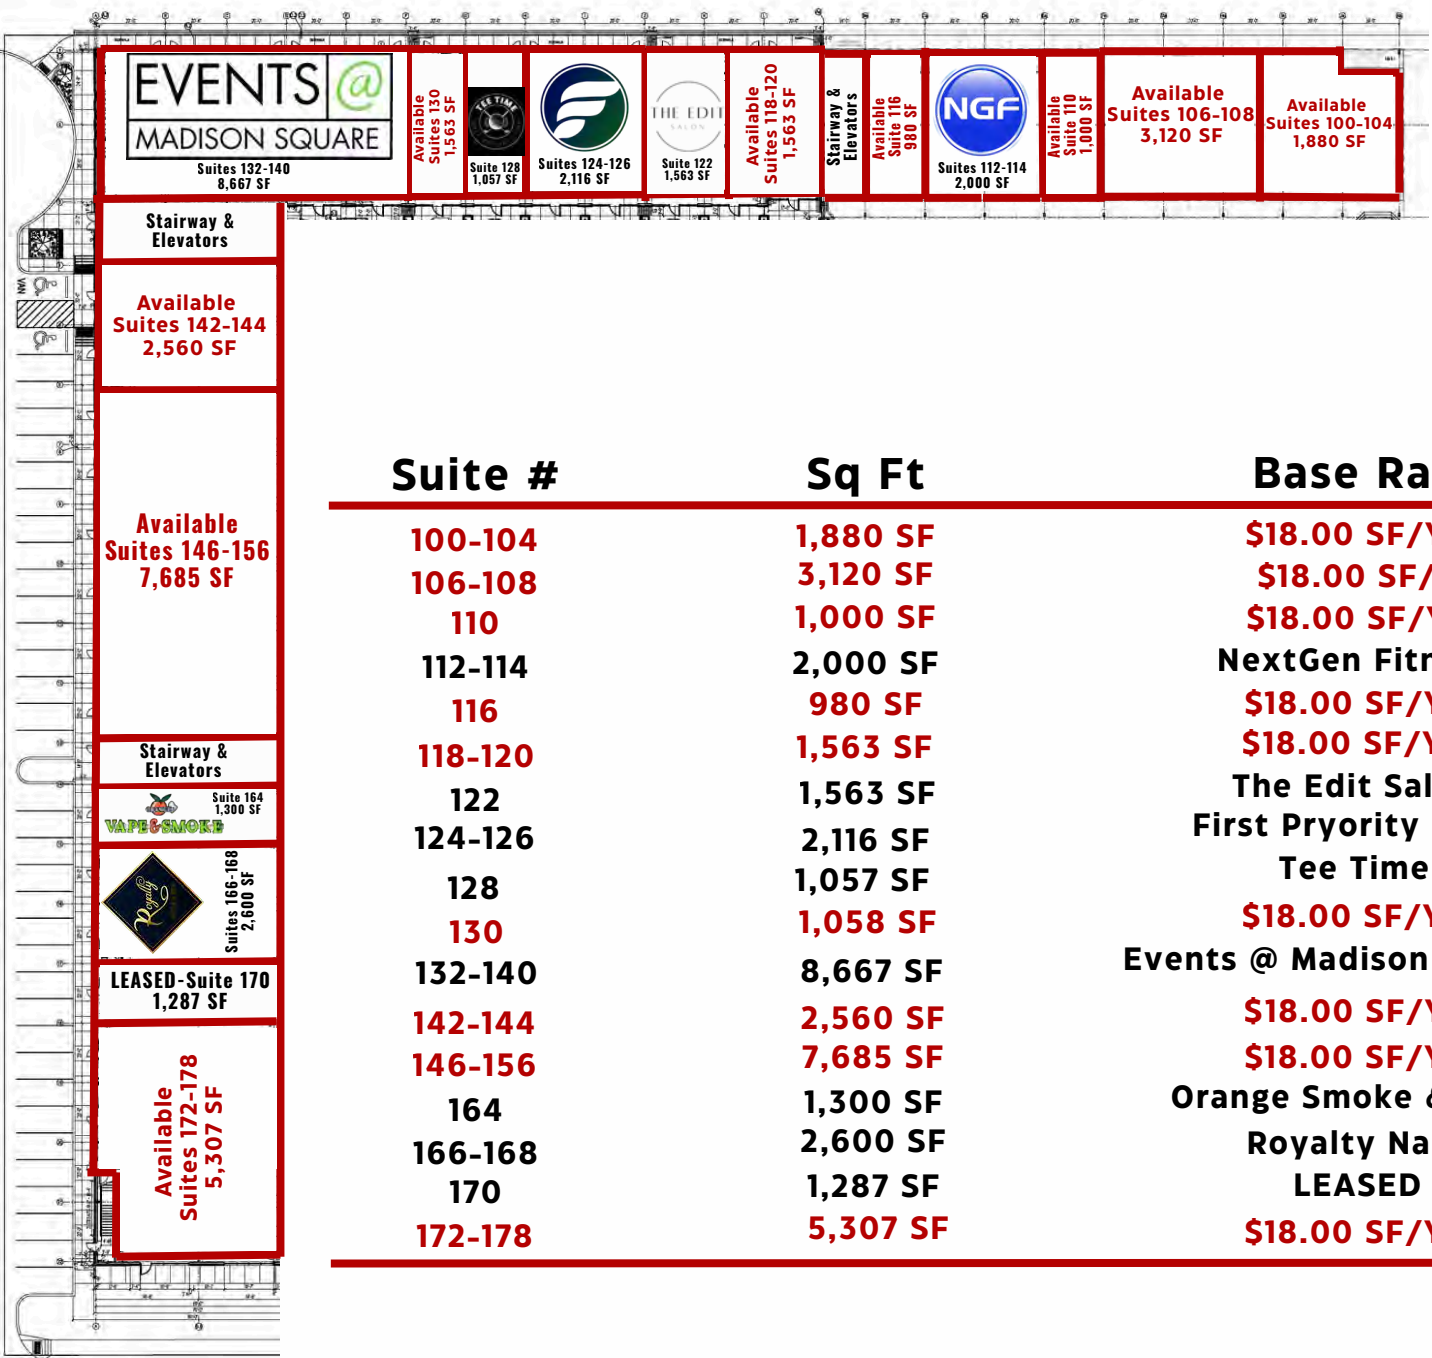 EVENTS @
MADISON SQUARE
Suites 132-140
8,667 SF
Available
Suites 130
1,563 SF
TEE TIME
Suite 128
1,057 SF
Suites 124-126
2,116 SF
THE EDIT
SALON
Suite 122
1,563 SF
Available
Suites 118-120
1,563 SF
Stairway &
Elevators
Available
Suite 116
980 SF
NGF
Suites 112-114
2,000 SF
Available
Suite 110
1,000 SF
Available
Suites 106-108
3,120 SF
Available
Suites 100-104
1,880 SF
Stairway &
Elevators
VAN
Available
Suites 142-144
2,560 SF
Available
Suites 146-156
7,685 SF
Stairway &
Elevators
Suite 164
1,300 SF
VAPE&SMOKE
Royalty
Suites 166-168
2,600 SF
LEASED-Suite 170
1,287 SF
Available
Suites 172-178
5,307 SF
Suite # Sq Ft Base Ra
100-104 1,880 SF $18.00 SF/Y
106-108 3,120 SF $18.00 SF/
110 1,000 SF $18.00 SF/Y
112-114 2,000 SF NextGen Fitn
116 980 SF $18.00 SF/Y
118-120 1,563 SF $18.00 SF/Y
122 1,563 SF The Edit Sal
124-126 2,116 SF First Pryority
128 1,057 SF Tee Time
130 1,058 SF $18.00 SF/Y
132-140 8,667 SF Events @ Madison
142-144 2,560 SF $18.00 SF/Y
146-156 7,685 SF $18.00 SF/Y
164 1,300 SF Orange Smoke &
166-168 2,600 SF Royalty Na
170 1,287 SF LEASED
172-178 5,307 SF $18.00 SF/Y